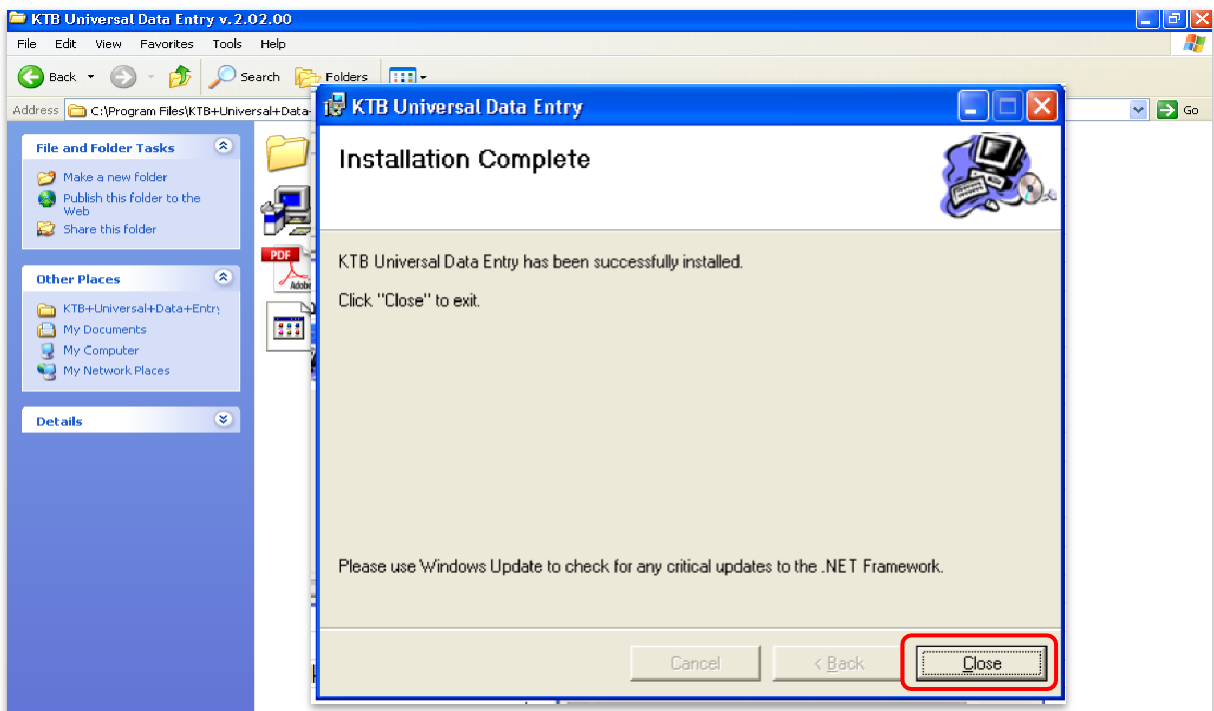 KTB Universal Data Entry v.2.02.00
File Edit View Favorites Tools Help
Back Search Folders
Address C:\Program Files\KTB+Universal+Data Go
File and Folder Tasks
Make a new folder
Publish this folder to the
Web
Share this folder
Other Places
KTB+Universal+Data+Entry
My Documents
My Computer
My Network Places
Details
PDF
Adobe
KTB Universal Data Entry
Installation Complete
KTB Universal Data Entry has been successfully installed.
Click "Close" to exit.
Please use Windows Update to check for any critical updates to the .NET Framework.
Cancel < Back Close